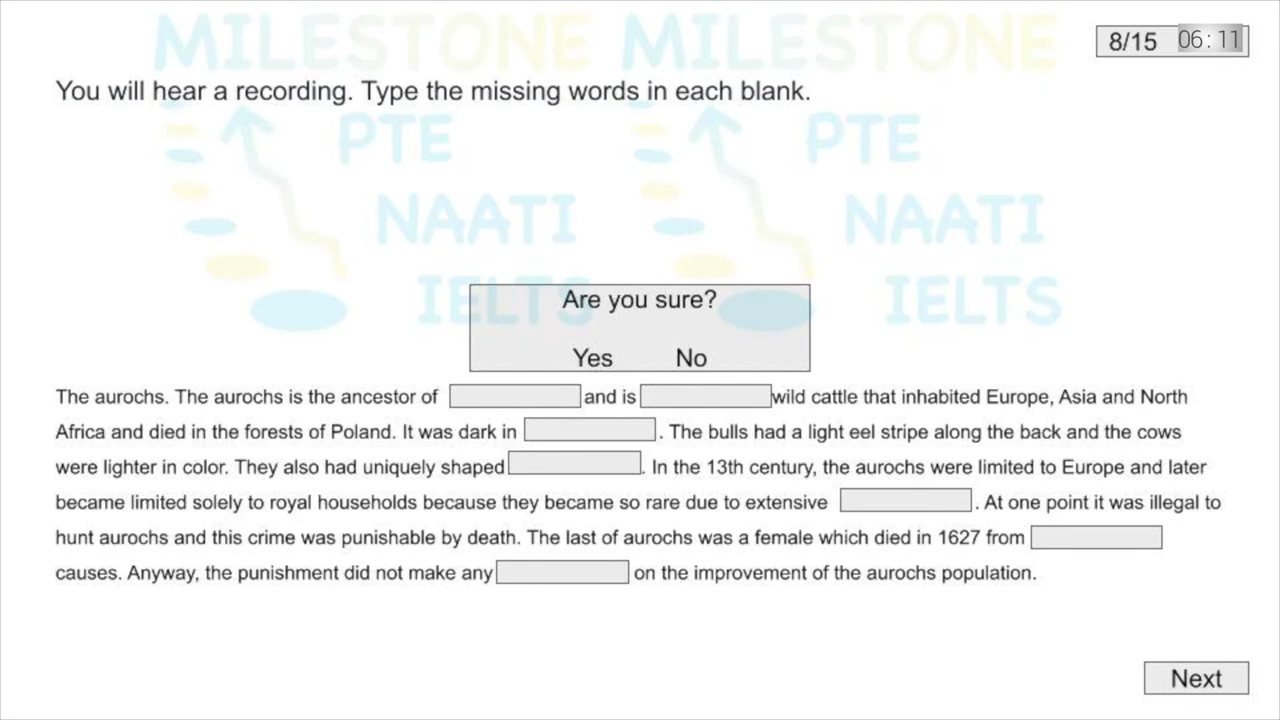 MILESTONE MILESTONE
8/15 06:11
You will hear a recording. Type the missing words in each blank.
PTE PTE
NAATI NAATI
IELTS IELTS
Are you sure?
Yes No
The aurochs. The aurochs is the ancestor of and is wild cattle that inhabited Europe, Asia and North
Africa and died in the forests of Poland. It was dark in . The bulls had a light eel stripe along the back and the cows
were lighter in color. They also had uniquely shaped . In the 13th century, the aurochs were limited to Europe and later
became limited solely to royal households because they became so rare due to extensive . At one point it was illegal to
hunt aurochs and this crime was punishable by death. The last of aurochs was a female which died in 1627 from
causes. Anyway, the punishment did not make any on the improvement of the aurochs population.
Next